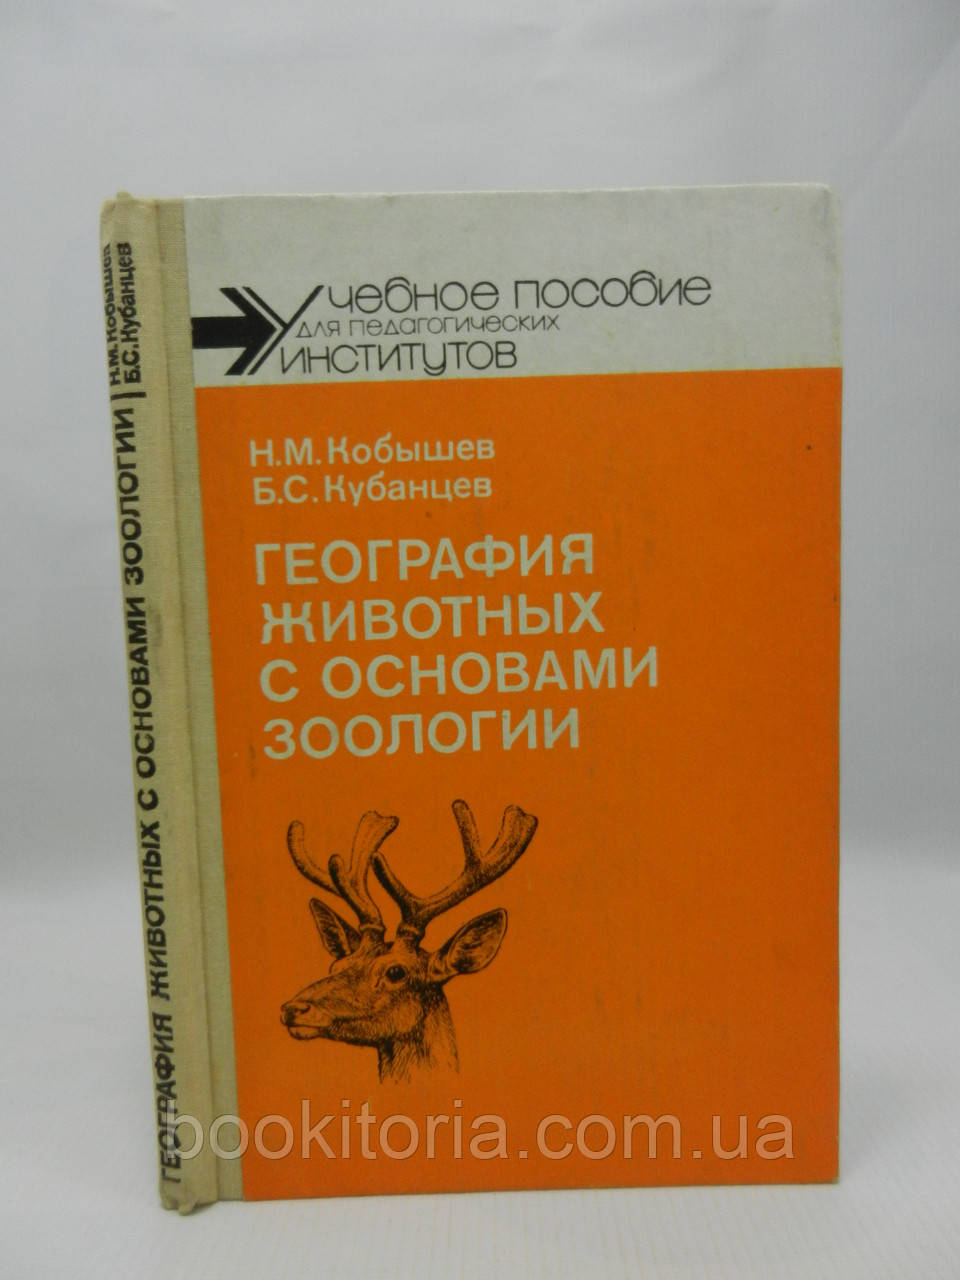 Учебное пособие
для педагогических
институтов
Н.М.Кобышев
Б.С.Кубанцев
ГЕОГРАФИЯ
ЖИВОТНЫХ
С ОСНОВАМИ
ЗООЛОГИИ
Н.М.Кобышев
Б.С.Кубанцев
ГЕОГРАФИЯ ЖИВОТНЫХ С ОСНОВАМИ ЗООЛОГИИ
bookitoria.com.ua